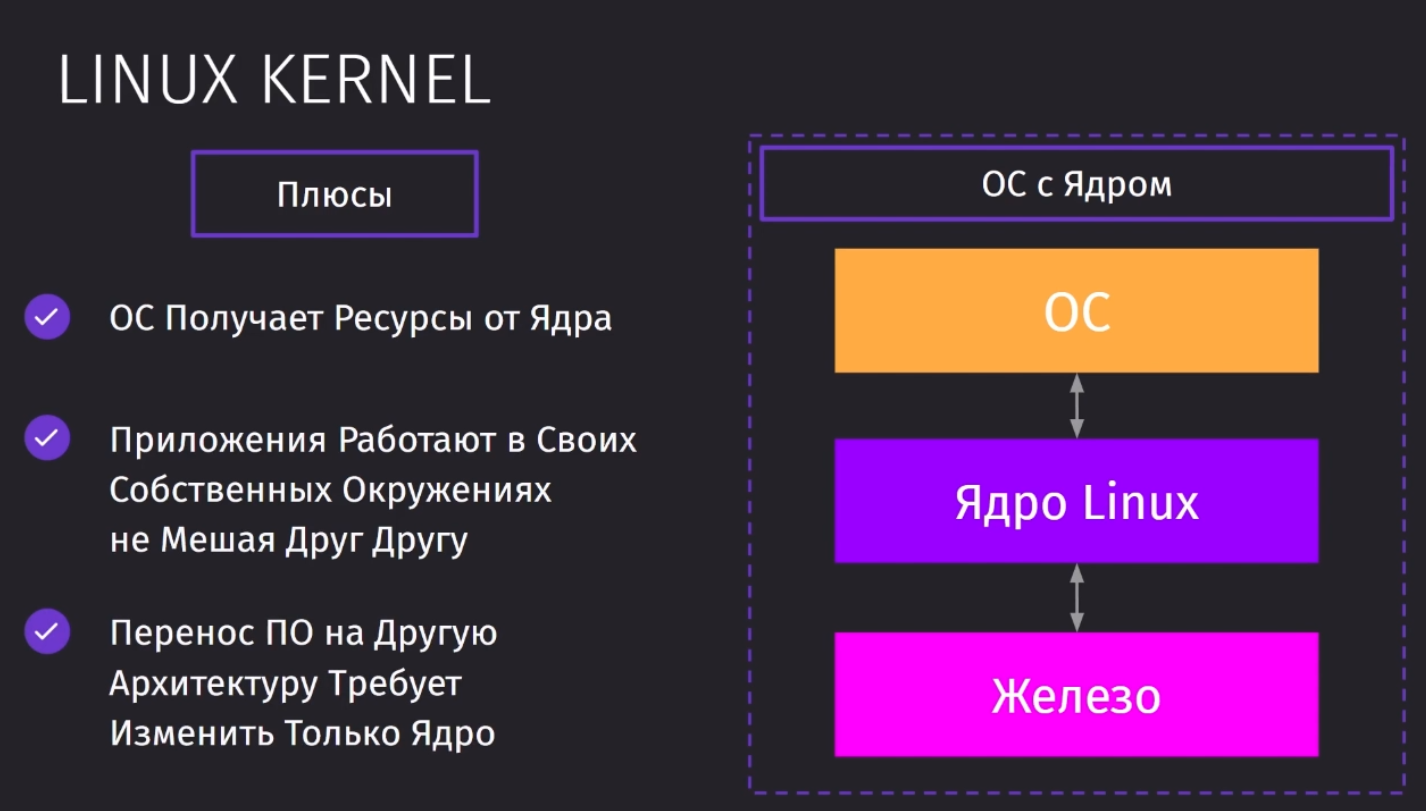 LINUX KERNEL
Плюсы
ОС Получает Ресурсы от Ядра
Приложения Работают в Своих
Собственных Окружениях
не Мешая Друг Другу
Перенос ПО на Другую
Архитектуру Требует
Изменить Только Ядро
ОС с Ядром
ОС
Ядро Linux
Железо